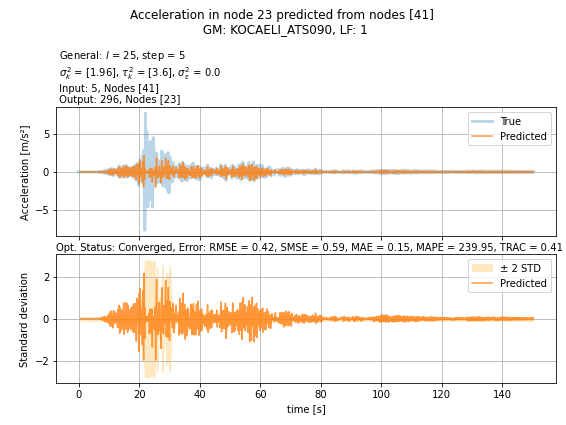 Acceleration in node 23 predicted from nodes [41]
GM: KOCAELI_ATS090, LF: 1
General: l = 25, step = 5
σ²ₖ = [1.96], τ²ₖ = [3.6], σ²ε = 0.0
Input: 5, Nodes [41]
Output: 296, Nodes [23]
True
Predicted
Acceleration [m/s²]
5
0
−5
Opt. Status: Converged, Error: RMSE = 0.42, SMSE = 0.59, MAE = 0.15, MAPE = 239.95, TRAC = 0.41
± 2 STD
Predicted
Standard deviation
2
0
−2
0 20 40 60 80 100 120 140
time [s]